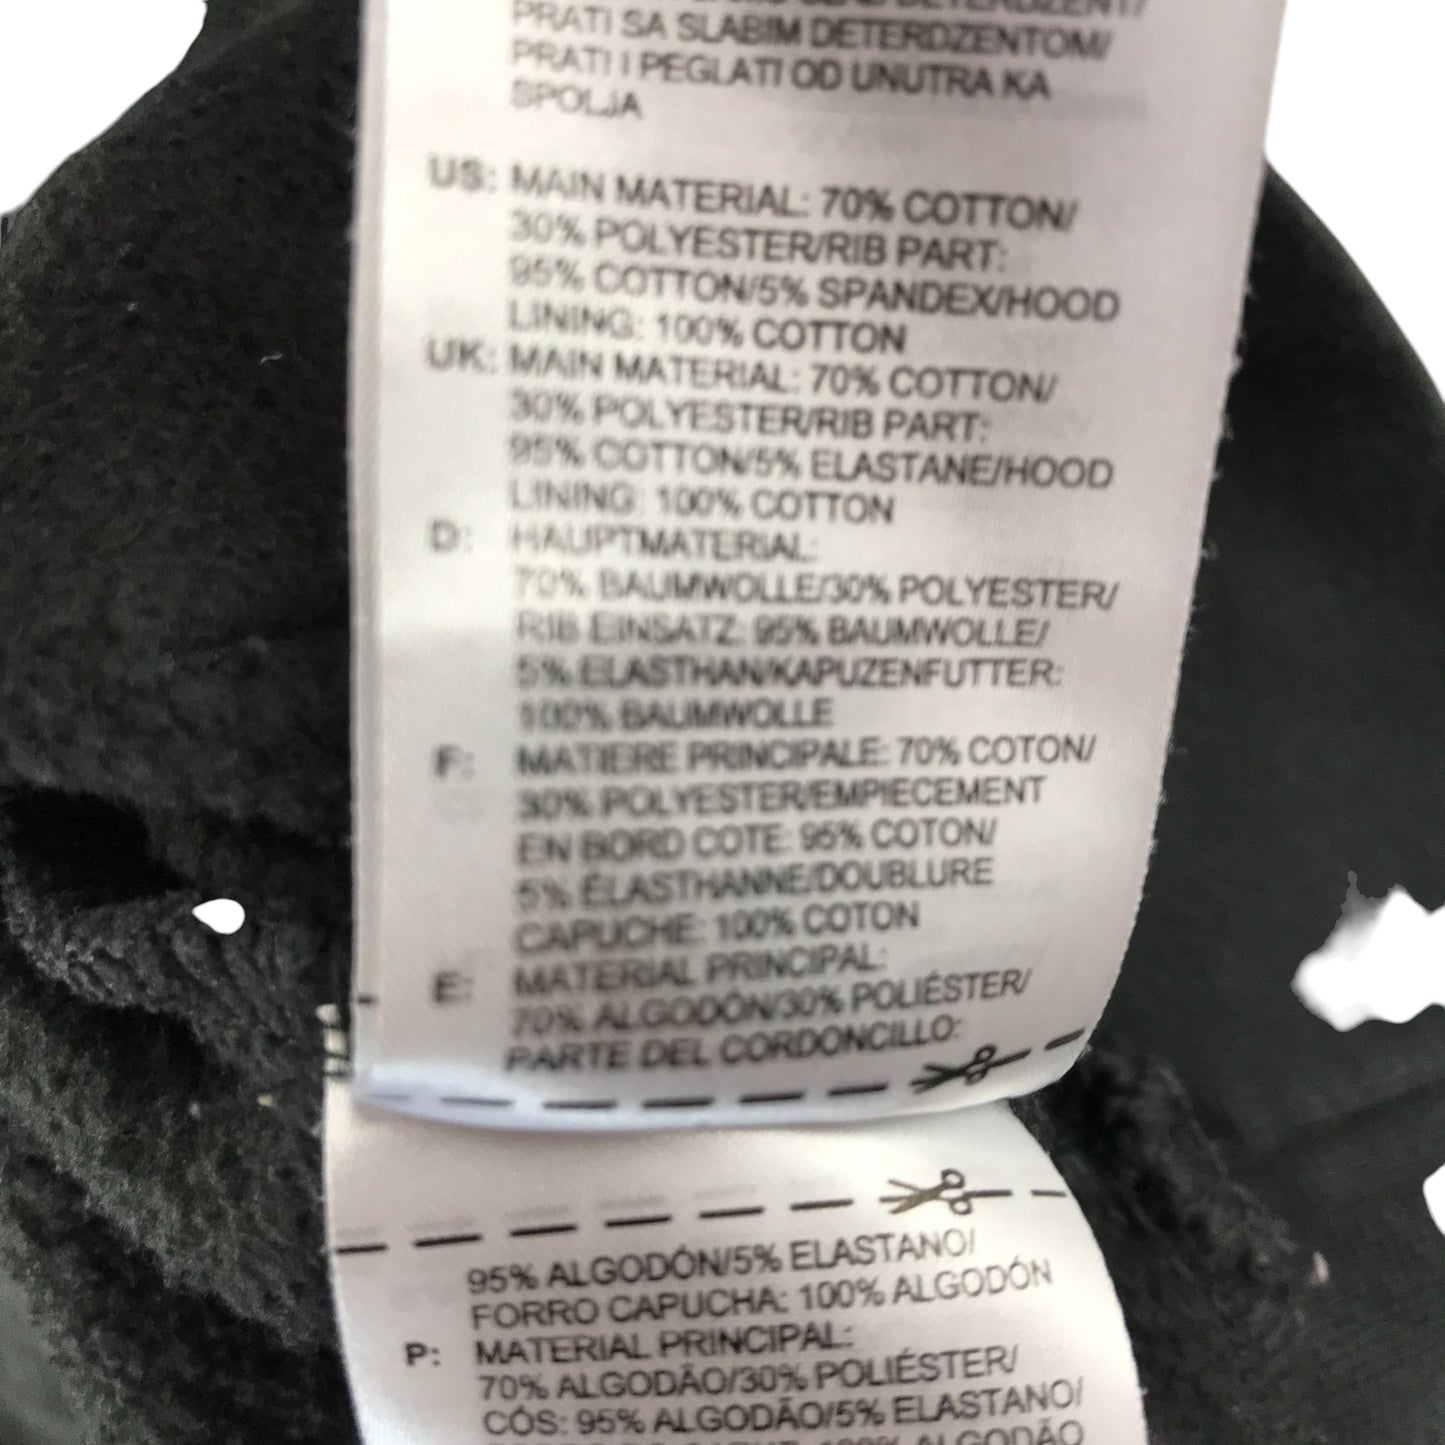 DETERDZENT/
PRATI SA SLABIM DETERDZENTOM/
PRATI I PEGLATI OD UNUTRA KA
SPOLJA
US: MAIN MATERIAL: 70% COTTON/
30% POLYESTER/RIB PART:
95% COTTON/5% SPANDEX/HOOD
LINING: 100% COTTON
UK: MAIN MATERIAL: 70% COTTON/
30% POLYESTER/RIB PART:
95% COTTON/5% ELASTANE/HOOD
LINING: 100% COTTON
D: HAUPTMATERIAL:
70% BAUMWOLLE/30% POLYESTER/
RIB EINSATZ: 95% BAUMWOLLE/
5% ELASTHAN/KAPUZENFUTTER:
100% BAUMWOLLE
F: MATIERE PRINCIPALE: 70% COTON/
30% POLYESTER/EMPIECEMENT
EN BORD COTE: 95% COTON/
5% ÉLASTHANNE/DOUBLURE
CAPUCHE: 100% COTON
E: MATERIAL PRINCIPAL:
70% ALGODÓN/30% POLIÉSTER/
PARTE DEL CORDONCILLO:
95% ALGODÓN/5% ELASTANO/
FORRO CAPUCHA: 100% ALGODÓN
P: MATERIAL PRINCIPAL:
70% ALGODÃO/30% POLIÉSTER/
CÓS: 95% ALGODÃO/5% ELASTANO/
100% ALGODÃO